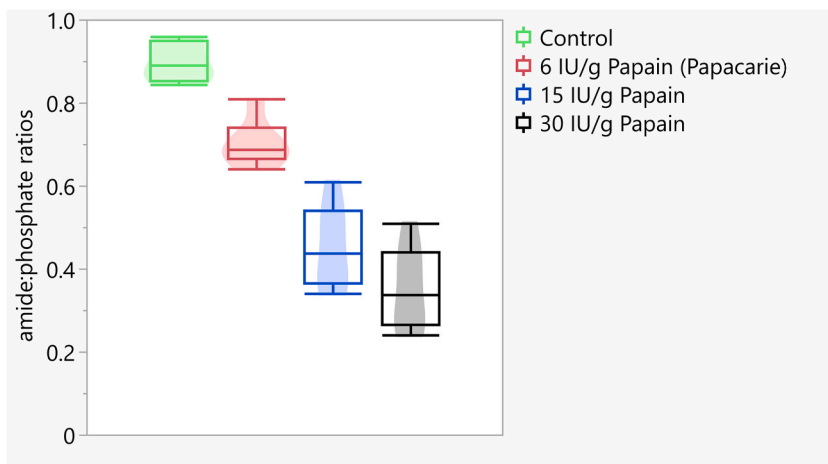 1.0
0.8
0.6
0.4
0.2
0
amide:phosphate ratios
Control
6 IU/g Papain (Papacarie)
15 IU/g Papain
30 IU/g Papain